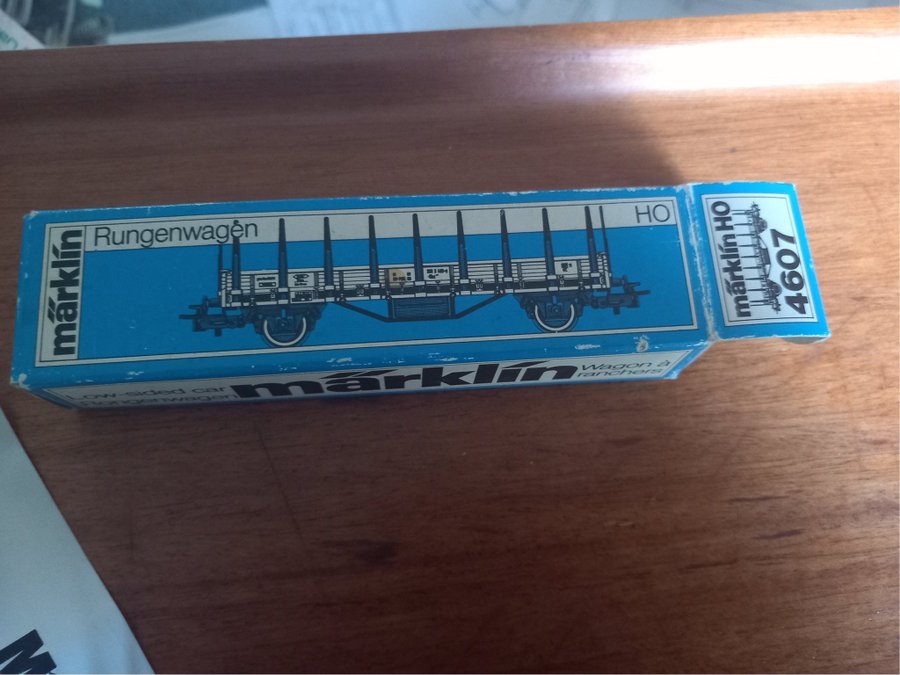 märklin
Rungenwagen
HO
märklin HO
4607
Low-sided car
Rungenwagen
märklin
Wagon à
ranchers
M